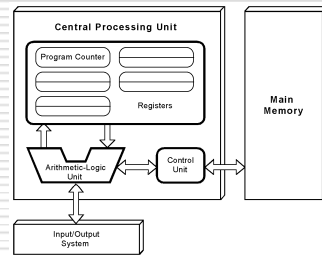 Central Processing Unit
Program Counter
Registers
Arithmetic-Logic
Unit
Control
Unit
Main
Memory
Input/Output
System